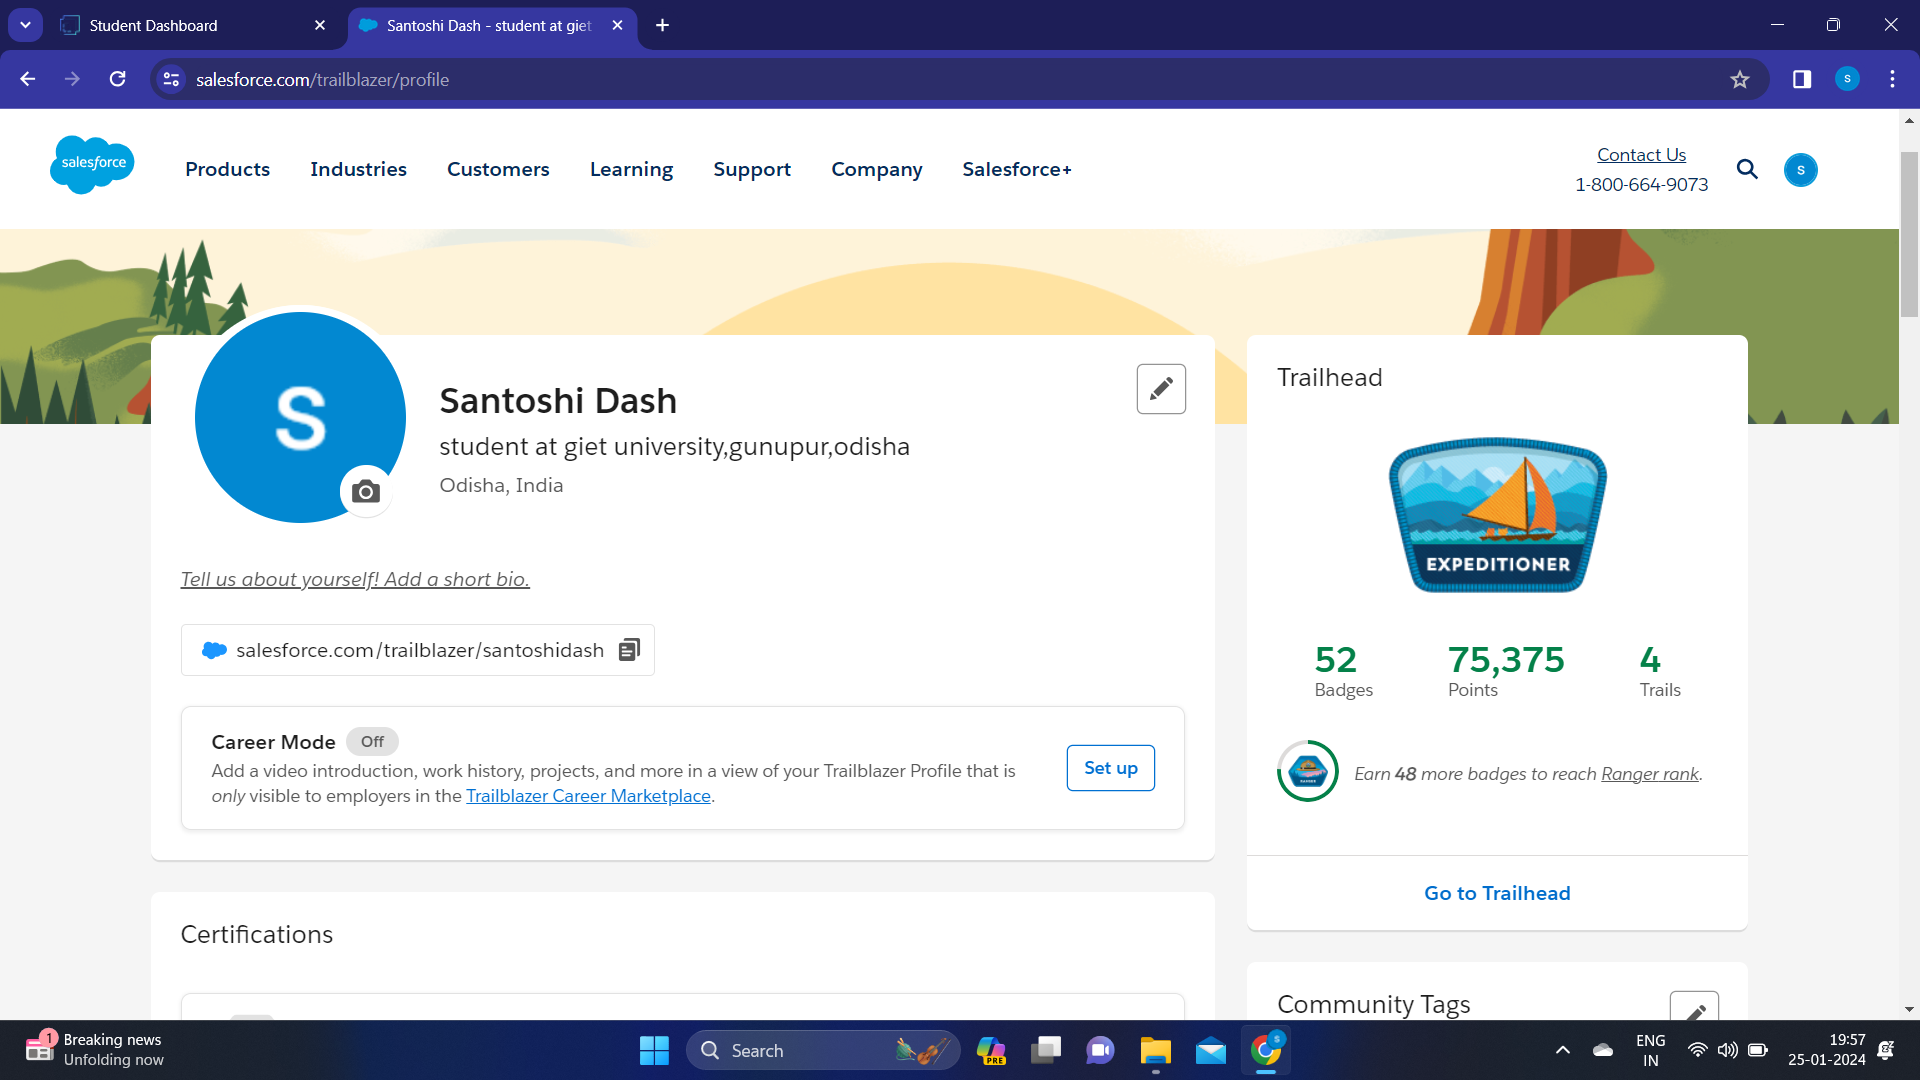 Student Dashboard
Santoshi Dash - student at giet
salesforce.com/trailblazer/profile
S
salesforce
Products
Industries
Customers
Learning
Support
Company
Salesforce+
Contact Us
1-800-664-9073
S
S
Santoshi Dash
student at giet university,gunupur,odisha
Odisha, India
Tell us about yourself! Add a short bio.
salesforce.com/trailblazer/santoshidash
Career Mode Off
Add a video introduction, work history, projects, and more in a view of your Trailblazer Profile that is
only visible to employers in the Trailblazer Career Marketplace.
Set up
Certifications
Trailhead
EXPEDITIONER
52 75,375 4
Badges Points Trails
RANGER
Earn 48 more badges to reach Ranger rank.
Go to Trailhead
Community Tags
1
Breaking news
Unfolding now
Search
PRE
S
ENG
IN
19:57
25-01-2024